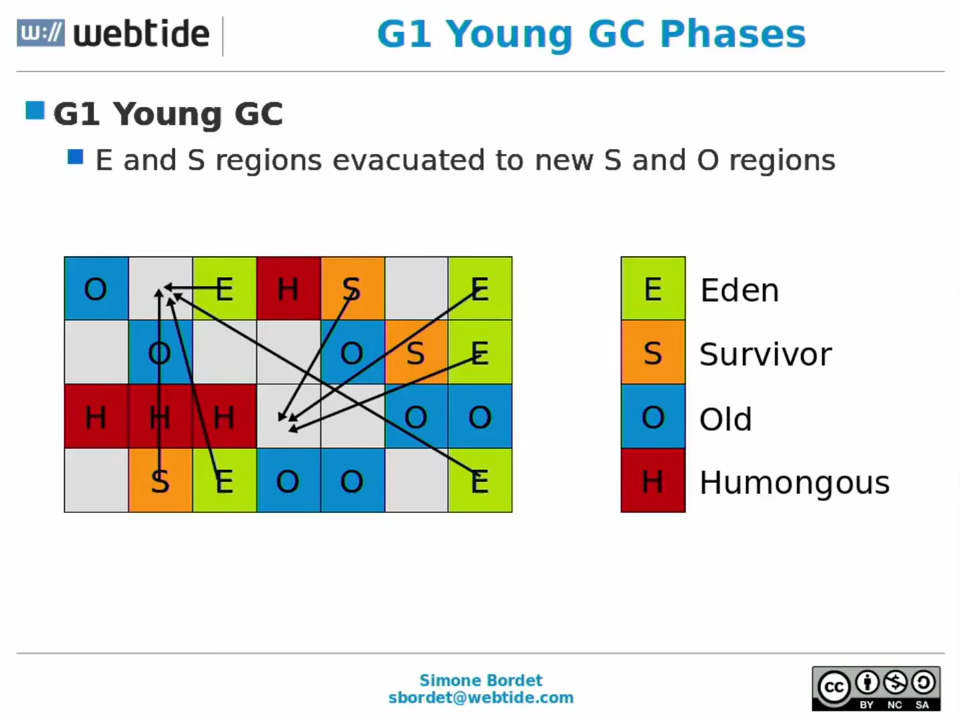 w:// webtide
G1 Young GC Phases
G1 Young GC
E and S regions evacuated to new S and O regions
O E H S E
O O S E
H H H O O
S E O O E
E Eden
S Survivor
O Old
H Humongous
Simone Bordet
sbordet@webtide.com
cc
BY NC SA